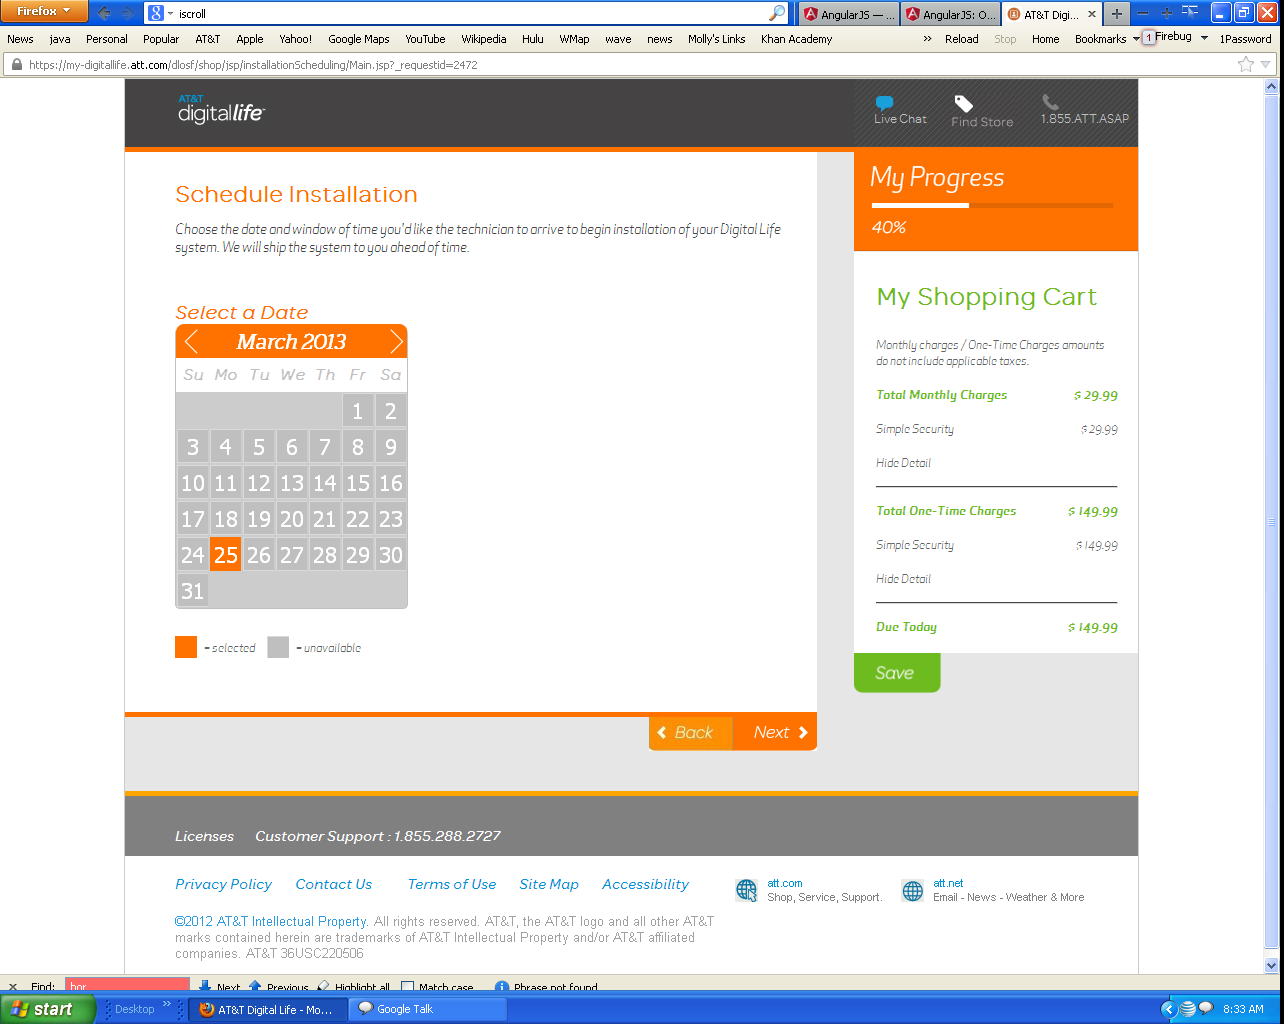 Firefox
iscroll
AngularJS — ...
AngularJS: O...
AT&T Digi...
News java Personal Popular AT&T Apple Yahoo! Google Maps YouTube Wikipedia Hulu WMap wave news Molly's Links Khan Academy » Reload Stop Home Bookmarks 1 Firebug 1Password
https://my-digitallife.att.com/dlosf/shop/jsp/installationScheduling/Main.jsp?_requestid=2472
AT&T
digitallife
Live Chat
Find Store
1.855.ATT.ASAP
Schedule Installation
Choose the date and window of time you'd like the technician to arrive to begin installation of your Digital Life
system. We will ship the system to you ahead of time.
Select a Date
March 2013
Su Mo Tu We Th Fr Sa
1 2
3 4 5 6 7 8 9
10 11 12 13 14 15 16
17 18 19 20 21 22 23
24 25 26 27 28 29 30
31
= selected = unavailable
Back Next
My Progress
40%
My Shopping Cart
Monthly charges / One-Time Charges amounts
do not include applicable taxes.
Total Monthly Charges $ 29.99
Simple Security $29.99
Hide Detail
Total One-Time Charges $ 149.99
Simple Security $149.99
Hide Detail
Due Today $ 149.99
Save
Licenses Customer Support : 1.855.288.2727
Privacy Policy Contact Us Terms of Use Site Map Accessibility
att.com
Shop, Service, Support.
att.net
Email - News - Weather & More
©2012 AT&T Intellectual Property. All rights reserved. AT&T, the AT&T logo and all other AT&T
marks contained herein are trademarks of AT&T Intellectual Property and/or AT&T affiliated
companies. AT&T 36USC220506
Find: hor Next Previous Highlight all Match case Phrase not found
start Desktop » AT&T Digital Life - Mo... Google Talk 8:33 AM